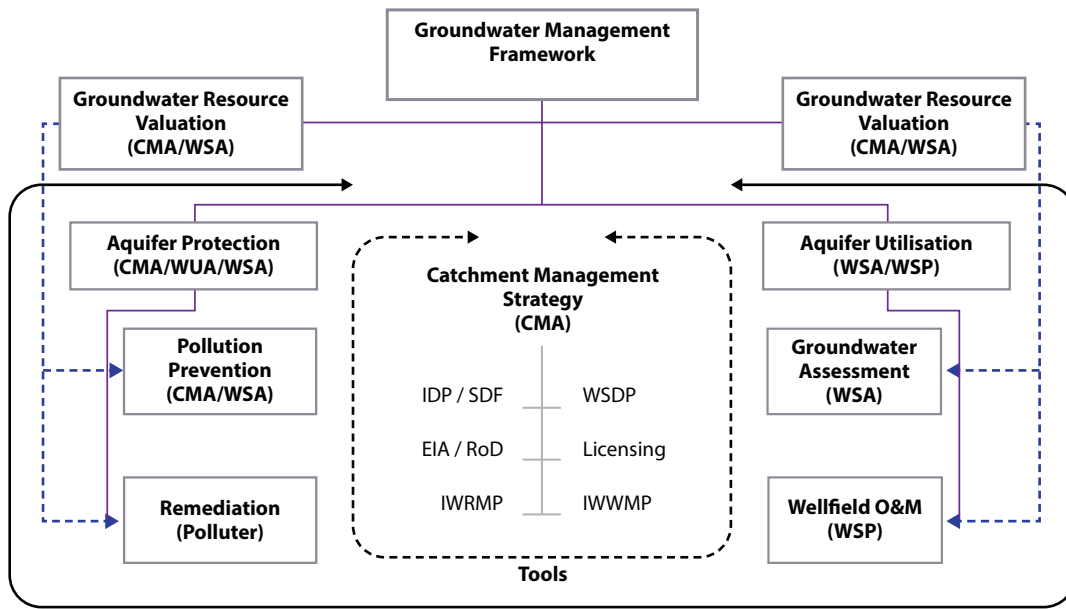 Groundwater Management
Framework
Groundwater Resource
Valuation
(CMA/WSA)
Groundwater Resource
Valuation
(CMA/WSA)
Aquifer Protection
(CMA/WUA/WSA)
Aquifer Utilisation
(WSA/WSP)
Catchment Management
Strategy
(CMA)
Pollution
Prevention
(CMA/WSA)
Groundwater
Assessment
(WSA)
IDP / SDF
WSDP
EIA / RoD
Licensing
IWRMP
IWWMP
Remediation
(Polluter)
Wellfield O&M
(WSP)
Tools